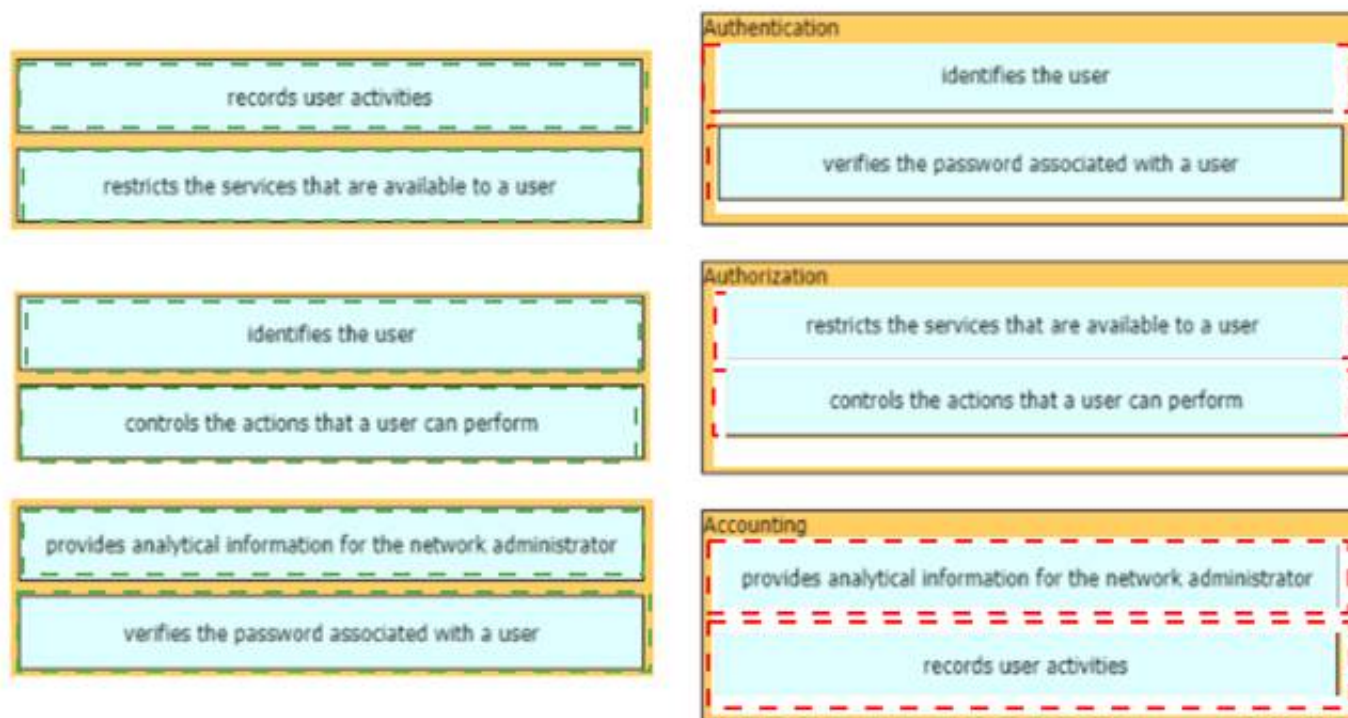 records user activities
restricts the services that are available to a user
identifies the user
controls the actions that a user can perform
provides analytical information for the network administrator
verifies the password associated with a user
Authentication
identifies the user
verifies the password associated with a user
Authorization
restricts the services that are available to a user
controls the actions that a user can perform
Accounting
provides analytical information for the network administrator
records user activities